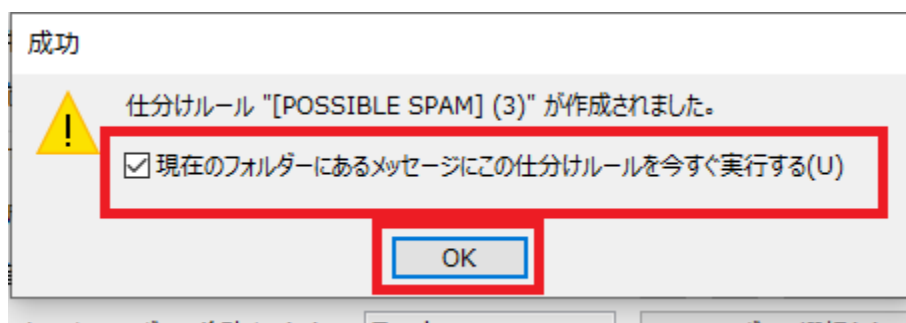 成功
仕分けルール "[POSSIBLE SPAM] (3)" が作成されました。
現在のフォルダーにあるメッセージにこの仕分けルールを今すぐ実行する(U)
OK